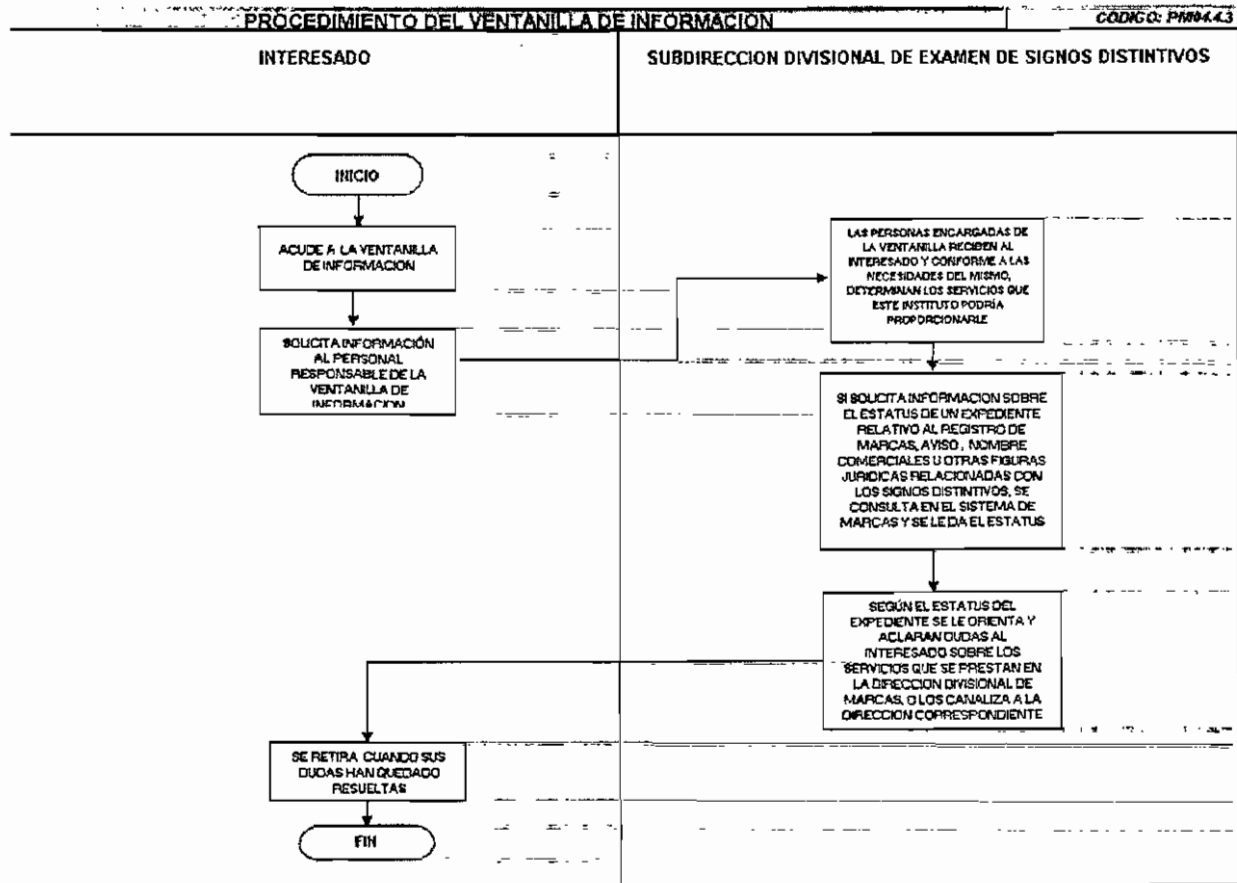 PROCEDIMIENTO DEL VENTANILLA DE INFORMACION
CODIGO: PM04.4.3
INTERESADO
SUBDIRECCION DIVISIONAL DE EXAMEN DE SIGNOS DISTINTIVOS
INICIO
ACUDE A LA VENTANILLA
DE INFORMACION
SOLICITA INFORMACIÓN
AL PERSONAL
RESPONSABLE DE LA
VENTANILLA DE
INFORMACION
LAS PERSONAS ENCARGADAS DE
LA VENTANILLA RECIBEN AL
INTERESADO Y CONFORME A LAS
NECESIDADES DEL MISMO,
DETERMINAN LOS SERVICIOS QUE
ESTE INSTITUTO PODRÍA
PROPORCIONARLE
SI SOLICITA INFORMACION SOBRE
EL ESTATUS DE UN EXPEDIENTE
RELATIVO AL REGISTRO DE
MARCAS, AVISO , NOMBRE
COMERCIALES U OTRAS FIGURAS
JURIDICAS RELACIONADAS CON
LOS SIGNOS DISTINTIVOS, SE
CONSULTA EN EL SISTEMA DE
MARCAS Y SE LE DA EL ESTATUS
SEGÚN EL ESTATUS DEL
EXPEDIENTE SE LE ORIENTA Y
ACLARAN DUDAS AL
INTERESADO SOBRE LOS
SERVICIOS QUE SE PRESTAN EN
LA DIRECCION DIVISIONAL DE
MARCAS, O LOS CANALIZA A LA
DIRECCION CORRESPONDIENTE
SE RETIRA CUANDO SUS
DUDAS HAN QUEDADO
RESUELTAS
FIN